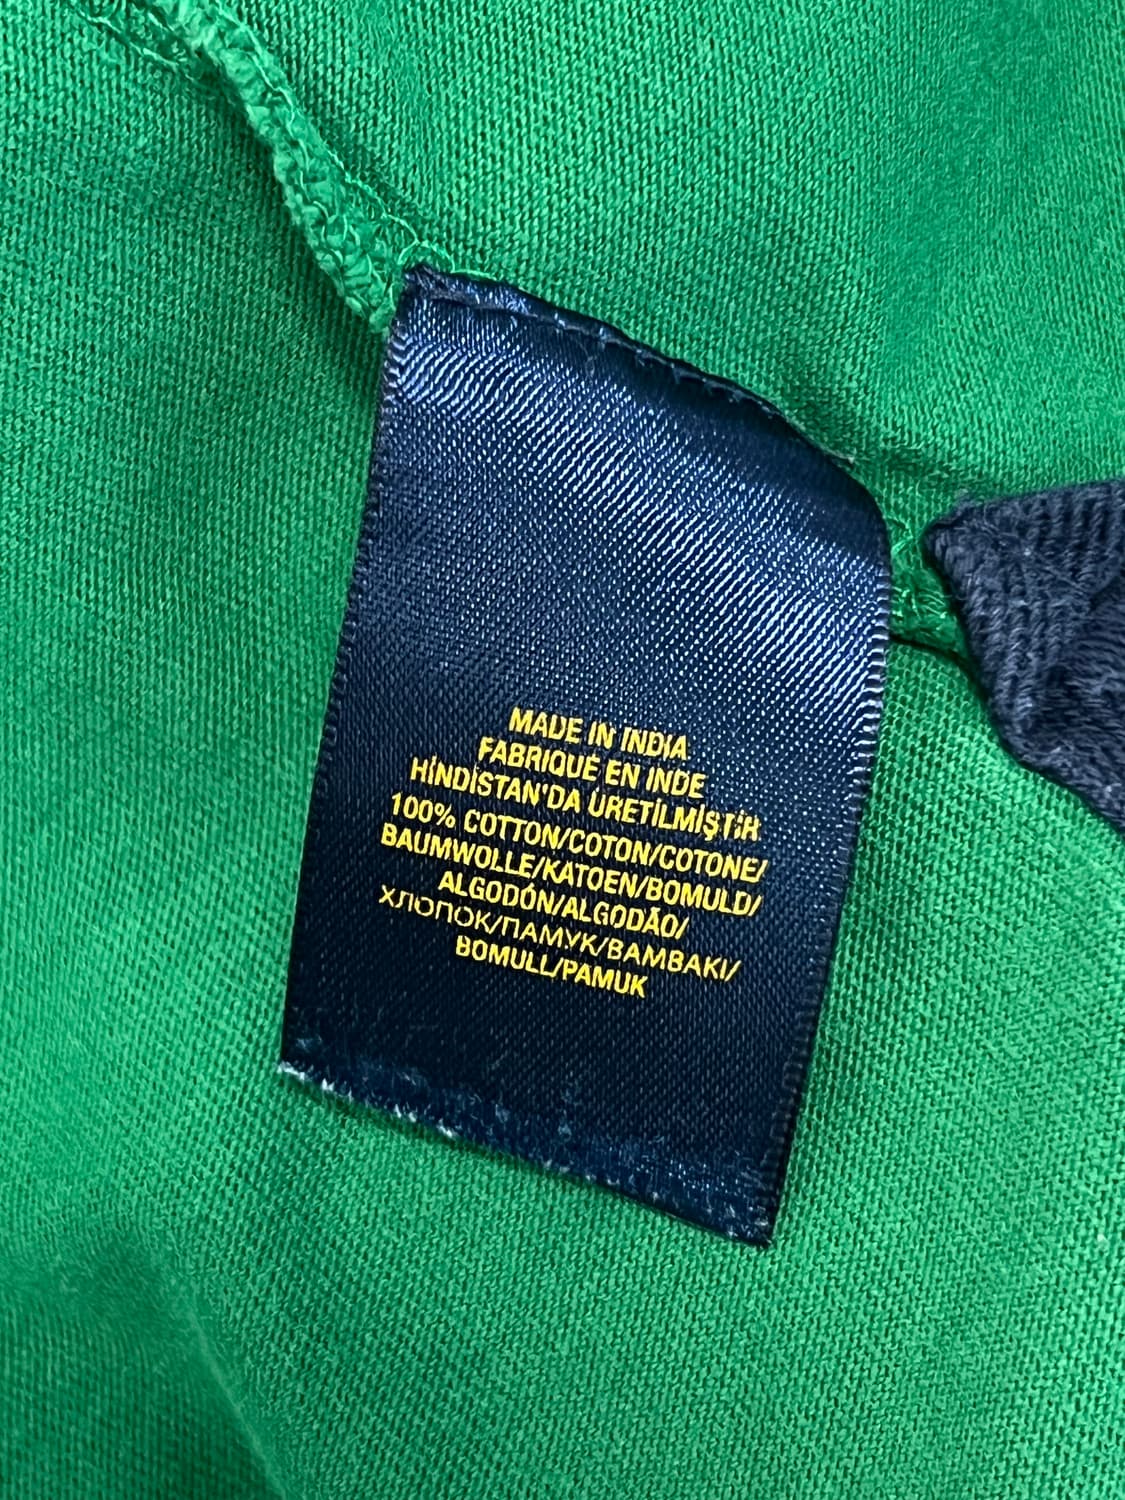 MADE IN INDIA
FABRIQUÉ EN INDE
HİNDİSTAN'DA ÜRETİLMİŞTİR
100% COTTON/COTON/COTONE/
BAUMWOLLE/KATOEN/BOMULD/
ALGODÓN/ALGODÃO/
ХЛОПОК/ПАМУК/ΒΑΜΒΑΚΙ/
BOMULL/PAMUK